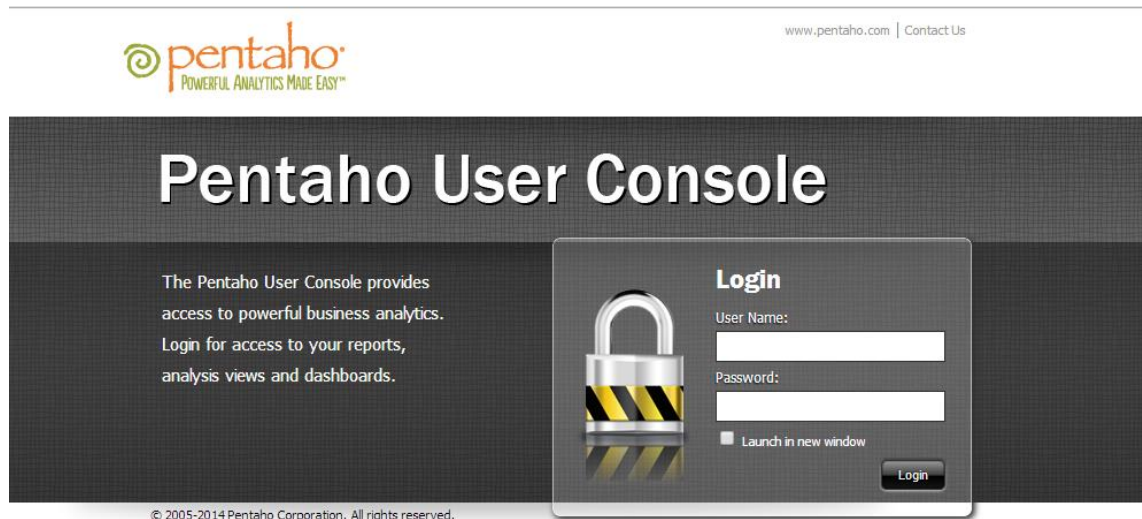 www.pentaho.com | Contact Us
pentaho®
POWERFUL ANALYTICS MADE EASY™
Pentaho User Console
The Pentaho User Console provides
access to powerful business analytics.
Login for access to your reports,
analysis views and dashboards.
Login
User Name:
Password:
Launch in new window
Login
© 2005-2014 Pentaho Corporation. All rights reserved.